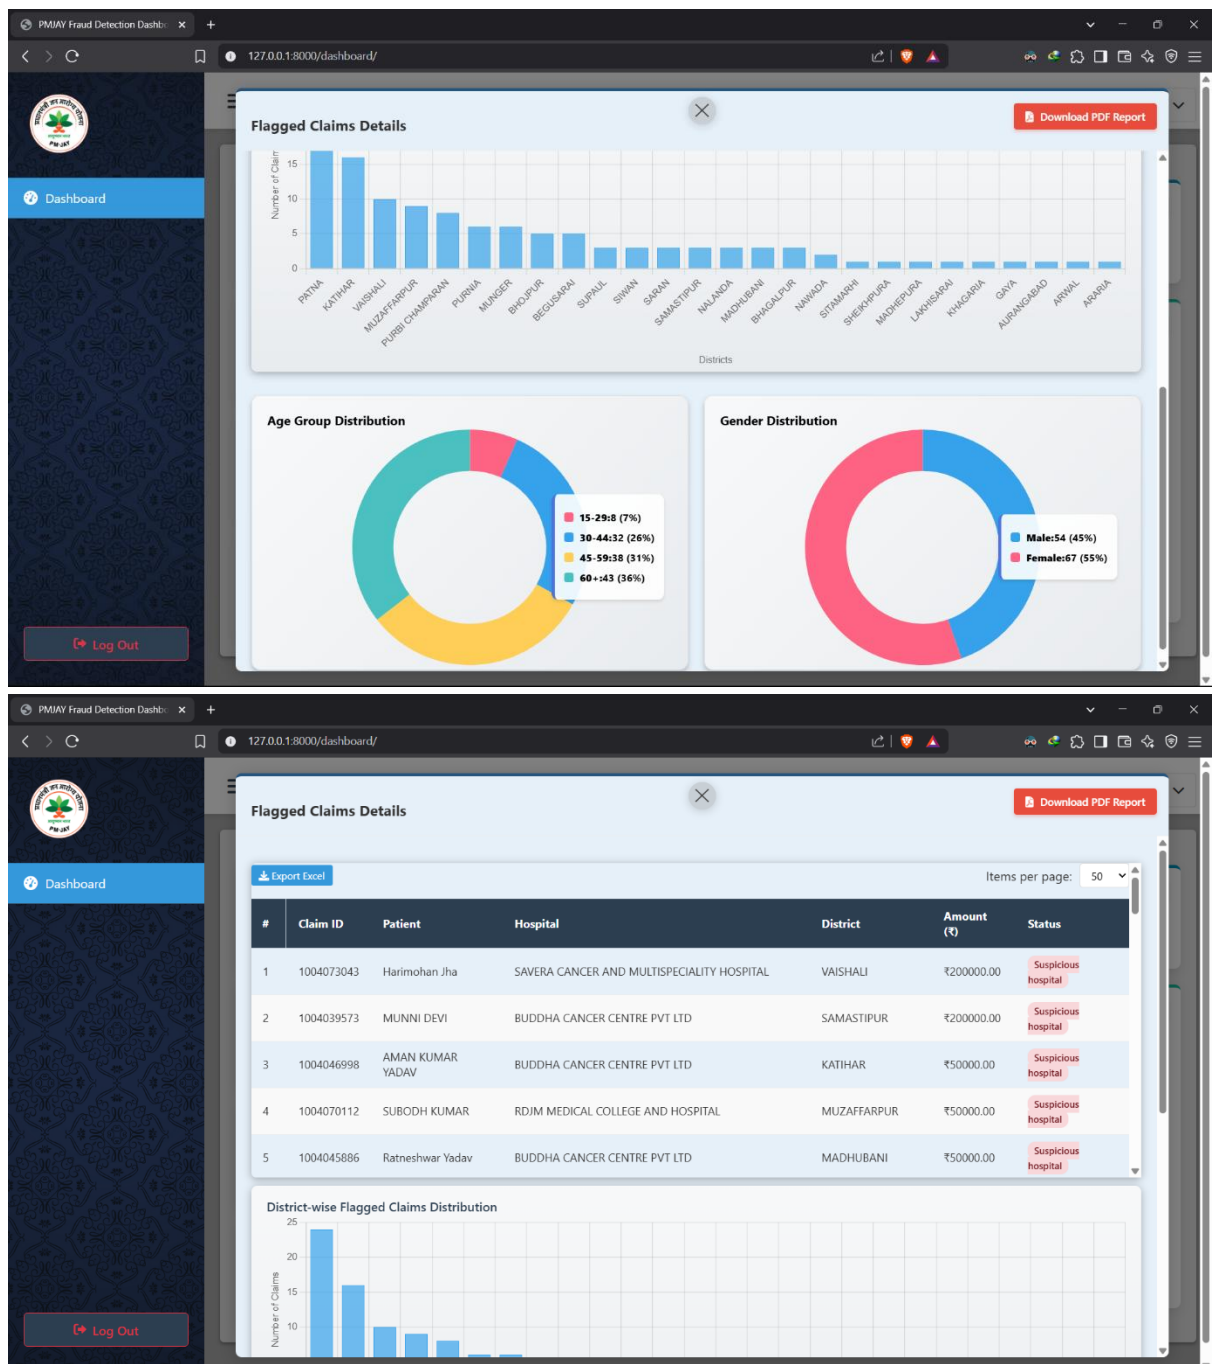 PMJAY Fraud Detection Dashb
127.0.0.1:8000/dashboard/
PM-JAY
Dashboard
Log Out
Flagged Claims Details
Download PDF Report
Number of Claim
15
10
5
0
PATNA
KATIHAR
VAISHALI
MUZAFFARPUR
PURBI CHAMPARAN
PURNIA
MUNGER
BHOJPUR
BEGUSARAI
SUPAUL
SIWAN
SARAN
SAMASTIPUR
NALANDA
MADHUBANI
BHAGALPUR
NAWADA
SITAMARHI
SHEIKHPURA
MADHEPURA
LAKHISARAI
KHAGARIA
GAYA
AURANGABAD
ARWAL
ARARIA
Districts
Age Group Distribution
15-29:8 (7%)
30-44:32 (26%)
45-59:38 (31%)
60+:43 (36%)
Gender Distribution
Male:54 (45%)
Female:67 (55%)
PMJAY Fraud Detection Dashb
127.0.0.1:8000/dashboard/
PM-JAY
Dashboard
Log Out
Flagged Claims Details
Download PDF Report
Export Excel
Items per page: 50
# Claim ID Patient Hospital District Amount (₹) Status
1 1004073043 Harimohan Jha SAVERA CANCER AND MULTISPECIALITY HOSPITAL VAISHALI ₹200000.00 Suspicious hospital
2 1004039573 MUNNI DEVI BUDDHA CANCER CENTRE PVT LTD SAMASTIPUR ₹200000.00 Suspicious hospital
3 1004046998 AMAN KUMAR YADAV BUDDHA CANCER CENTRE PVT LTD KATIHAR ₹50000.00 Suspicious hospital
4 1004070112 SUBODH KUMAR RDJM MEDICAL COLLEGE AND HOSPITAL MUZAFFARPUR ₹50000.00 Suspicious hospital
5 1004045886 Ratneshwar Yadav BUDDHA CANCER CENTRE PVT LTD MADHUBANI ₹50000.00 Suspicious hospital
District-wise Flagged Claims Distribution
Number of Claims
25
20
15
10